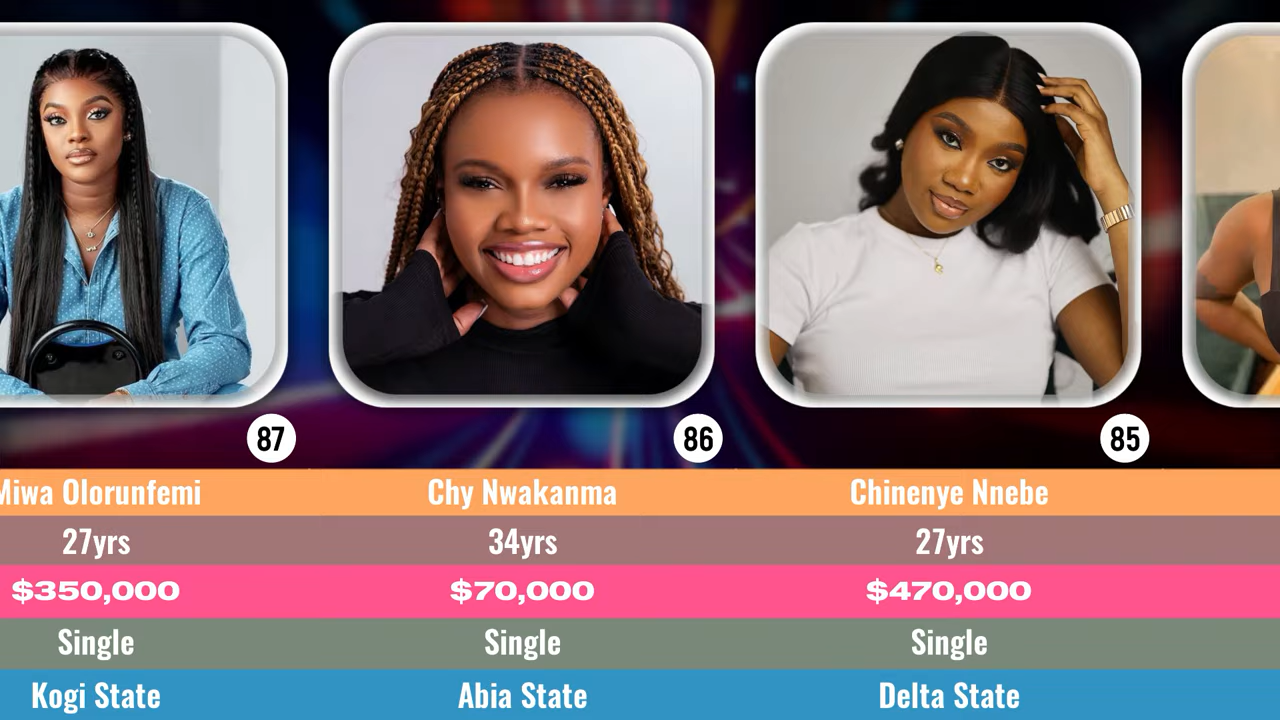 87
86
85
Miwa Olorunfemi
Chy Nwakanma
Chinenye Nnebe
27yrs
34yrs
27yrs
$350,000
$70,000
$470,000
Single
Single
Single
Kogi State
Abia State
Delta State